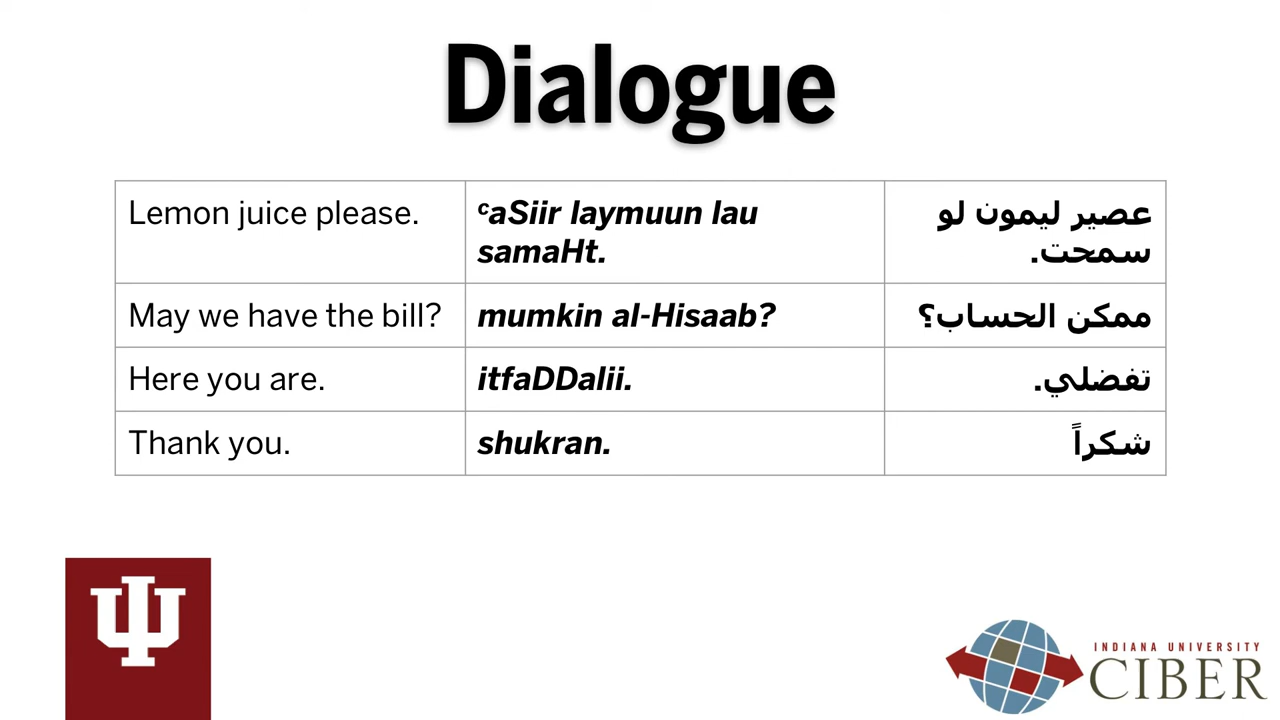 Dialogue
Lemon juice please.
ᶜaSiir laymuun lau
samaHt.
عصير ليمون لو
سمحت.
May we have the bill?
mumkin al-Hisaab?
ممكن الحساب؟
Here you are.
itfaDDalii.
تفضلي.
Thank you.
shukran.
شكراً
INDIANA UNIVERSITY
CIBER